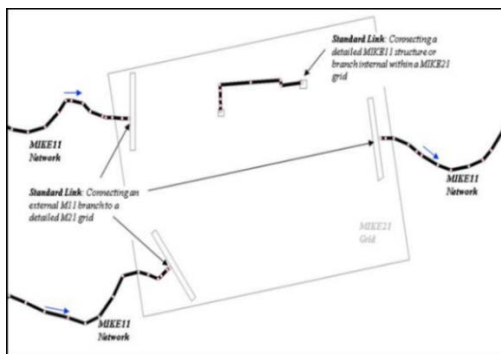 Standard Link: Connecting a
detailed MIKE11 structure or
branch internal within a MIKE21
grid
MIKE11
Network
Standard Link: Connecting an
external M11 branch to a
detailed M21 grid
MIKE11
Network
MIKE21
Grid
MIKE11
Network